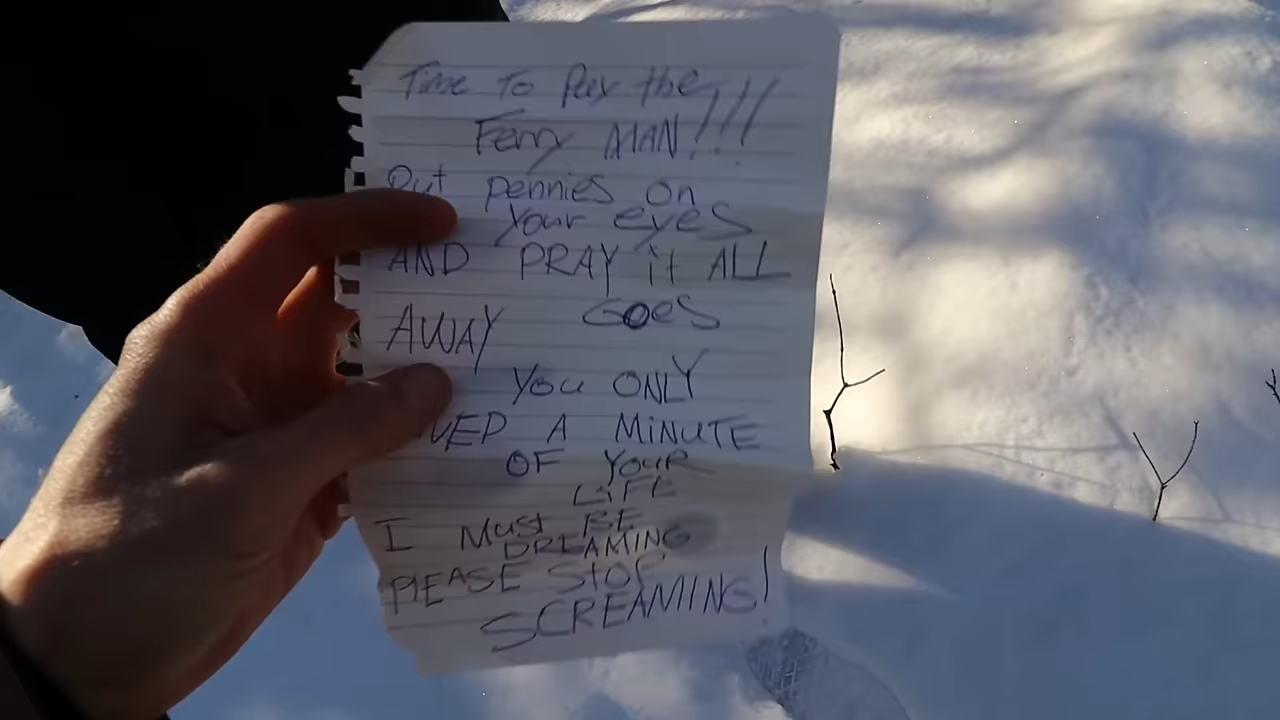 Time To Pay the
Ferry MAN!!!
Put pennies on
your eyes
AND PRAY it ALL
GOES
AWAY
You ONLY
A MiNUTE
OF YOUR
LiFE
I Must BE
DREAMING
PLEASE STOP
SCREAMING!